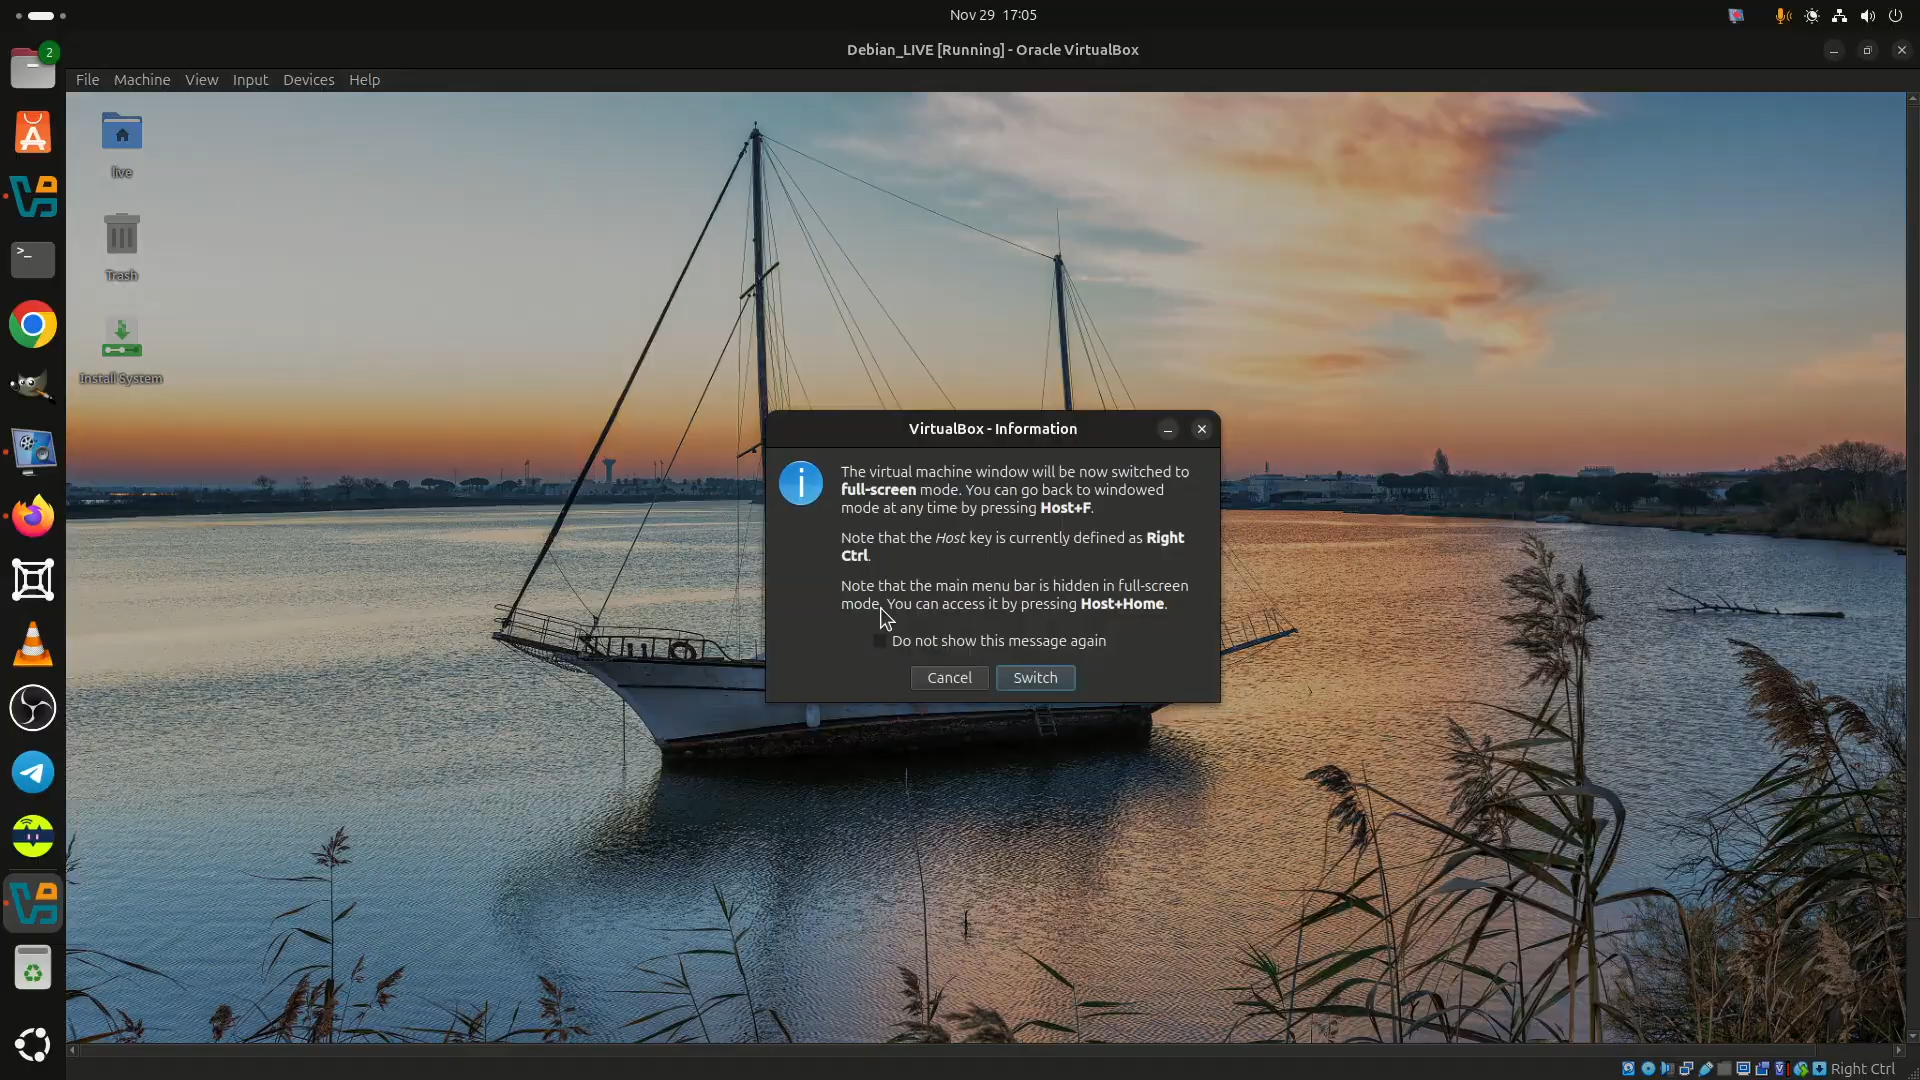 Nov 29 17:05
2
Debian_LIVE [Running] - Oracle VirtualBox
File Machine View Input Devices Help
live
Trash
Install System
VirtualBox - Information
The virtual machine window will be now switched to
full-screen mode. You can go back to windowed
mode at any time by pressing Host+F.
Note that the Host key is currently defined as Right
Ctrl.
Note that the main menu bar is hidden in full-screen
mode. You can access it by pressing Host+Home.
Do not show this message again
Cancel Switch
Right Ctrl